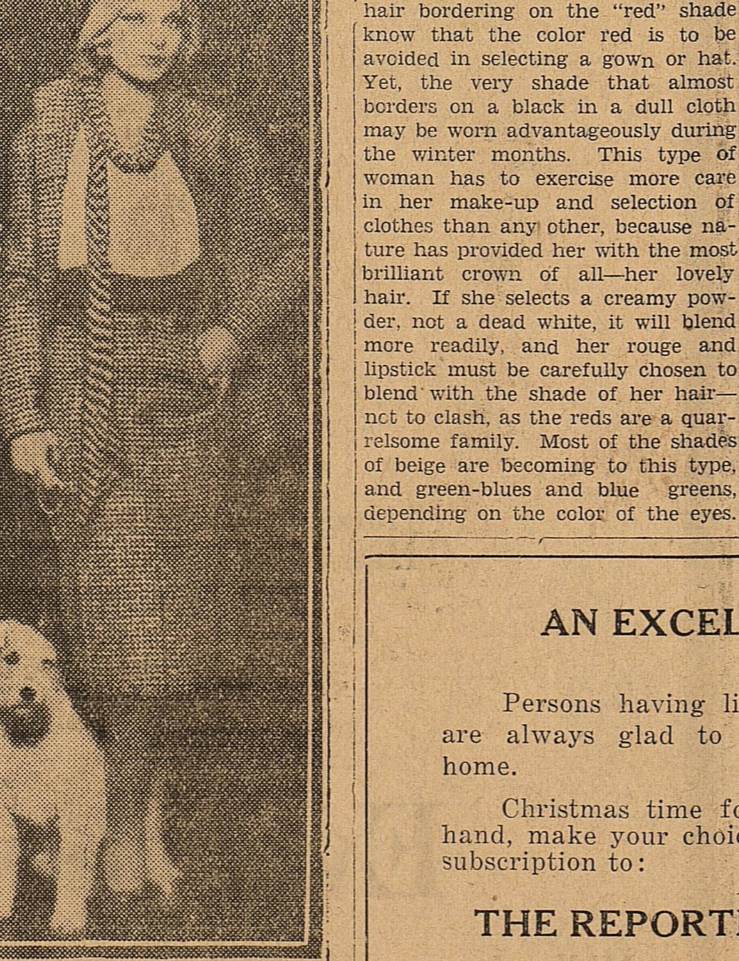 hair bordering on the “red” shade
know that the color red is to be
avoided in selecting a gown or hat.
Yet, the very shade that almost
borders on a black in a dull cloth
may be worn advantageously during
the winter months. This type of
woman has to exercise more care
in her make-up and selection of
clothes than any other, because na-
ture has provided her with the most
brilliant crown of all—her lovely
hair. If she selects a creamy pow-
der, not a dead white, it will blend
more readily, and her rouge and
lipstick must be carefully chosen to
blend with the shade of her hair—
not to clash, as the reds are a quar-
relsome family. Most of the shades
of beige are becoming to this type,
and green-blues and blue greens,
depending on the color of the eyes.
AN EXCEL
Persons having li
are always glad to
home.
Christmas time fo
hand, make your choic
subscription to:
THE REPORT